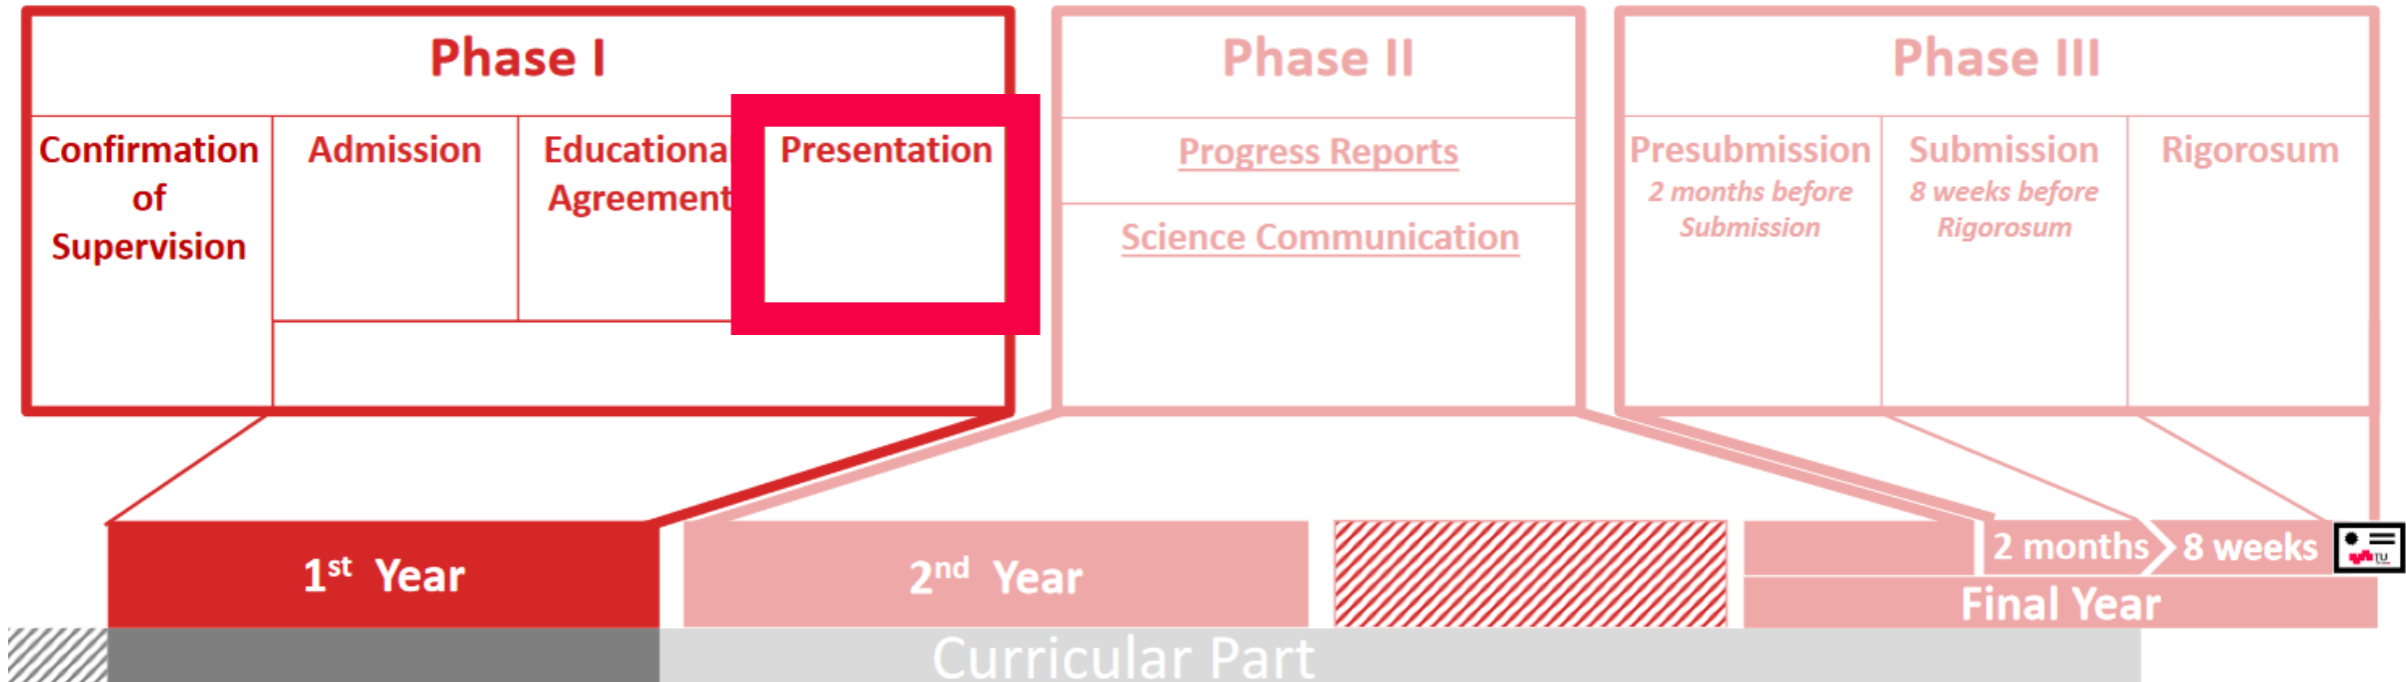 Phase I
Confirmation
of
Supervision
Admission
Educational
Agreement
Presentation
Phase II
Progress Reports
Science Communication
Phase III
Presubmission
2 months before
Submission
Submission
8 weeks before
Rigorosum
Rigorosum
1st Year
2nd Year
2 months
8 weeks
TU
Final Year
Curricular Part